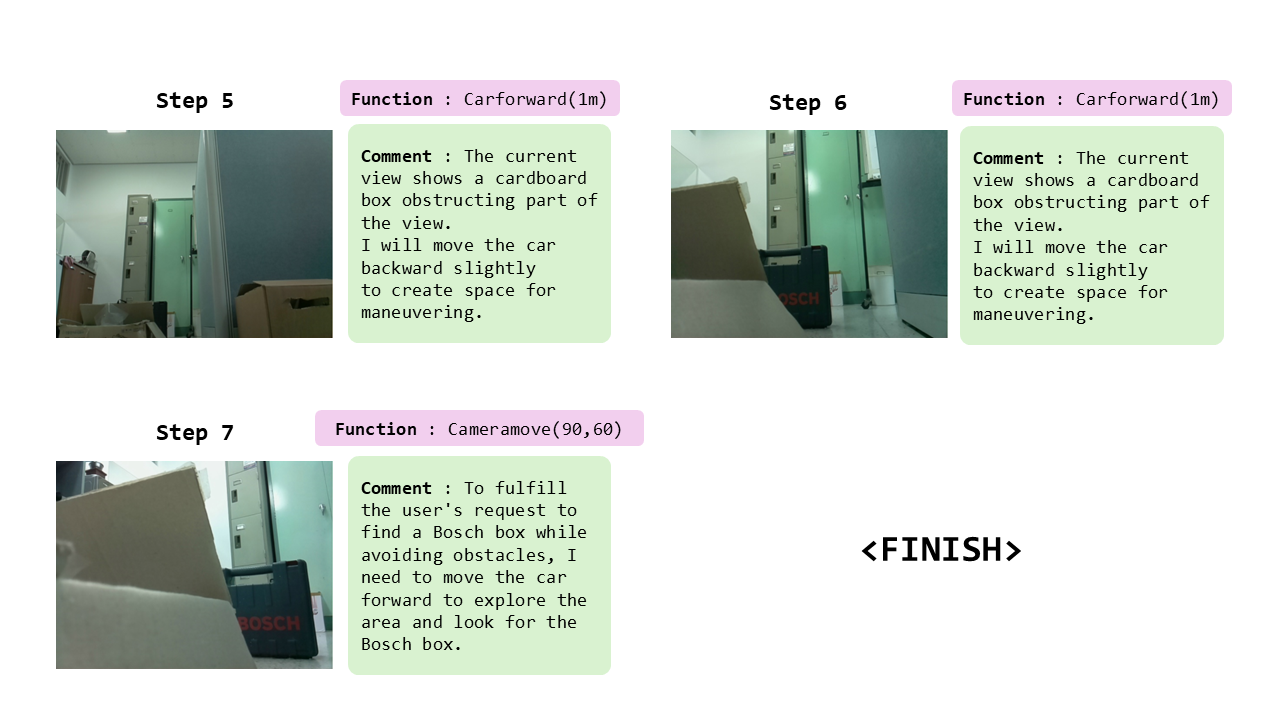 Step 5
Function : Carforward(1m)
Comment : The current
view shows a cardboard
box obstructing part of
the view.
I will move the car
backward slightly
to create space for
maneuvering.
Step 6
Function : Carforward(1m)
Comment : The current
view shows a cardboard
box obstructing part of
the view.
I will move the car
backward slightly
to create space for
maneuvering.
OSCH
Step 7
Function : Cameramove(90,60)
Comment : To fulfill
the user's request to
find a Bosch box while
avoiding obstacles, I
need to move the car
forward to explore the
area and look for the
Bosch box.
BOSCH
<FINISH>